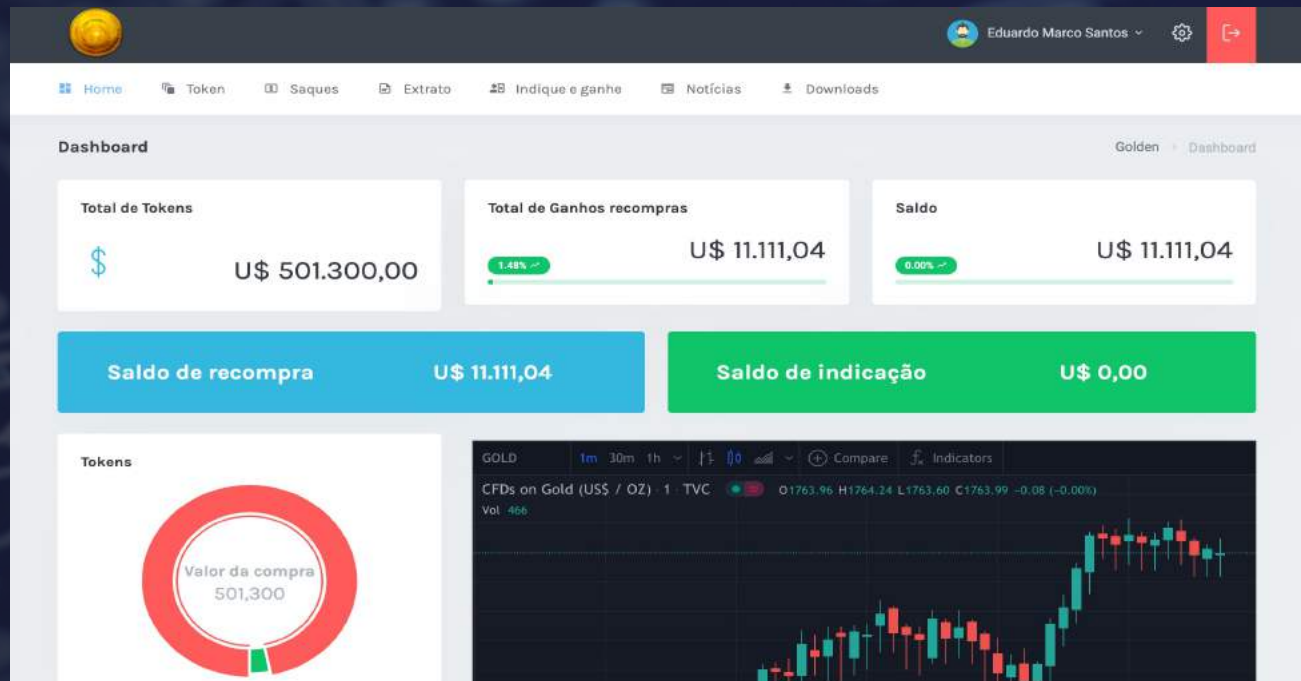 Eduardo Marco Santos
Home Token Saques Extrato Indique e ganhe Notícias Downloads
Dashboard
Golden Dashboard
Total de Tokens
$
U$ 501.300,00
Total de Ganhos recompras
U$ 11.111,04
1.48%
Saldo
U$ 11.111,04
0.00%
Saldo de recompra U$ 11.111,04
Saldo de indicação U$ 0,00
Tokens
Valor da compra
501,300
GOLD 1m 30m 1h Compare fx Indicators
CFDs on Gold (US$ / OZ) · 1 · TVC O1763.96 H1764.24 L1763.60 C1763.99 −0.08 (−0.00%)
Vol 466